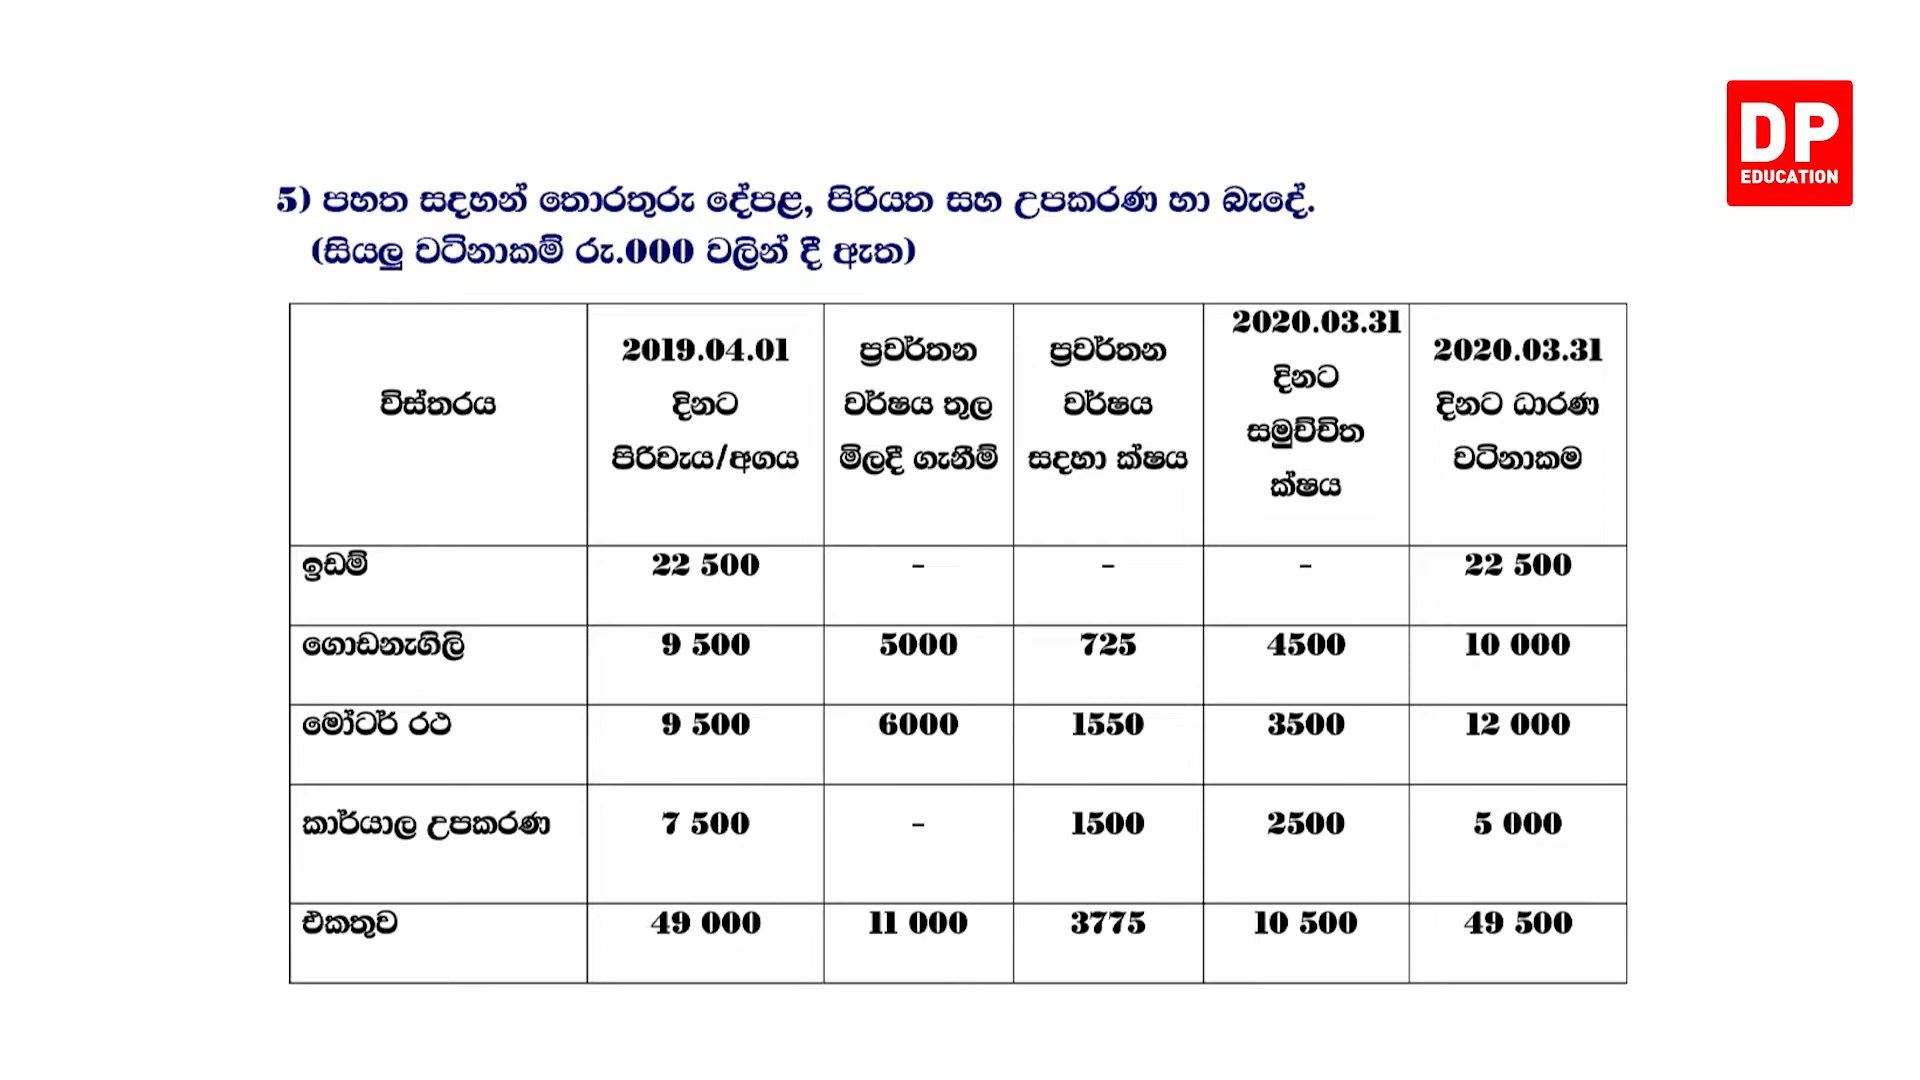 DP
EDUCATION
5) පහත සදහන් තොරතුරු දේපළ, පිරියත සහ උපකරණ හා බැදේ.
(සියලු වටිනාකම් රු.000 වලින් දී ඇත)
විස්තරය
2019.04.01
දිනට
පිරිවැය/අගය
ප්‍රවර්තන
වර්ෂය තුල
මිලදී ගැනීම්
ප්‍රවර්තන
වර්ෂය
සදහා ක්ෂය
2020.03.31
දිනට
සමුච්චිත
ක්ෂය
2020.03.31
දිනට ධාරණ
වටිනාකම
ඉඩම් 22 500 - - - 22 500
ගොඩනැගිලි 9 500 5000 725 4500 10 000
මෝටර් රථ 9 500 6000 1550 3500 12 000
කාර්යාල උපකරණ 7 500 - 1500 2500 5 000
එකතුව 49 000 11 000 3775 10 500 49 500